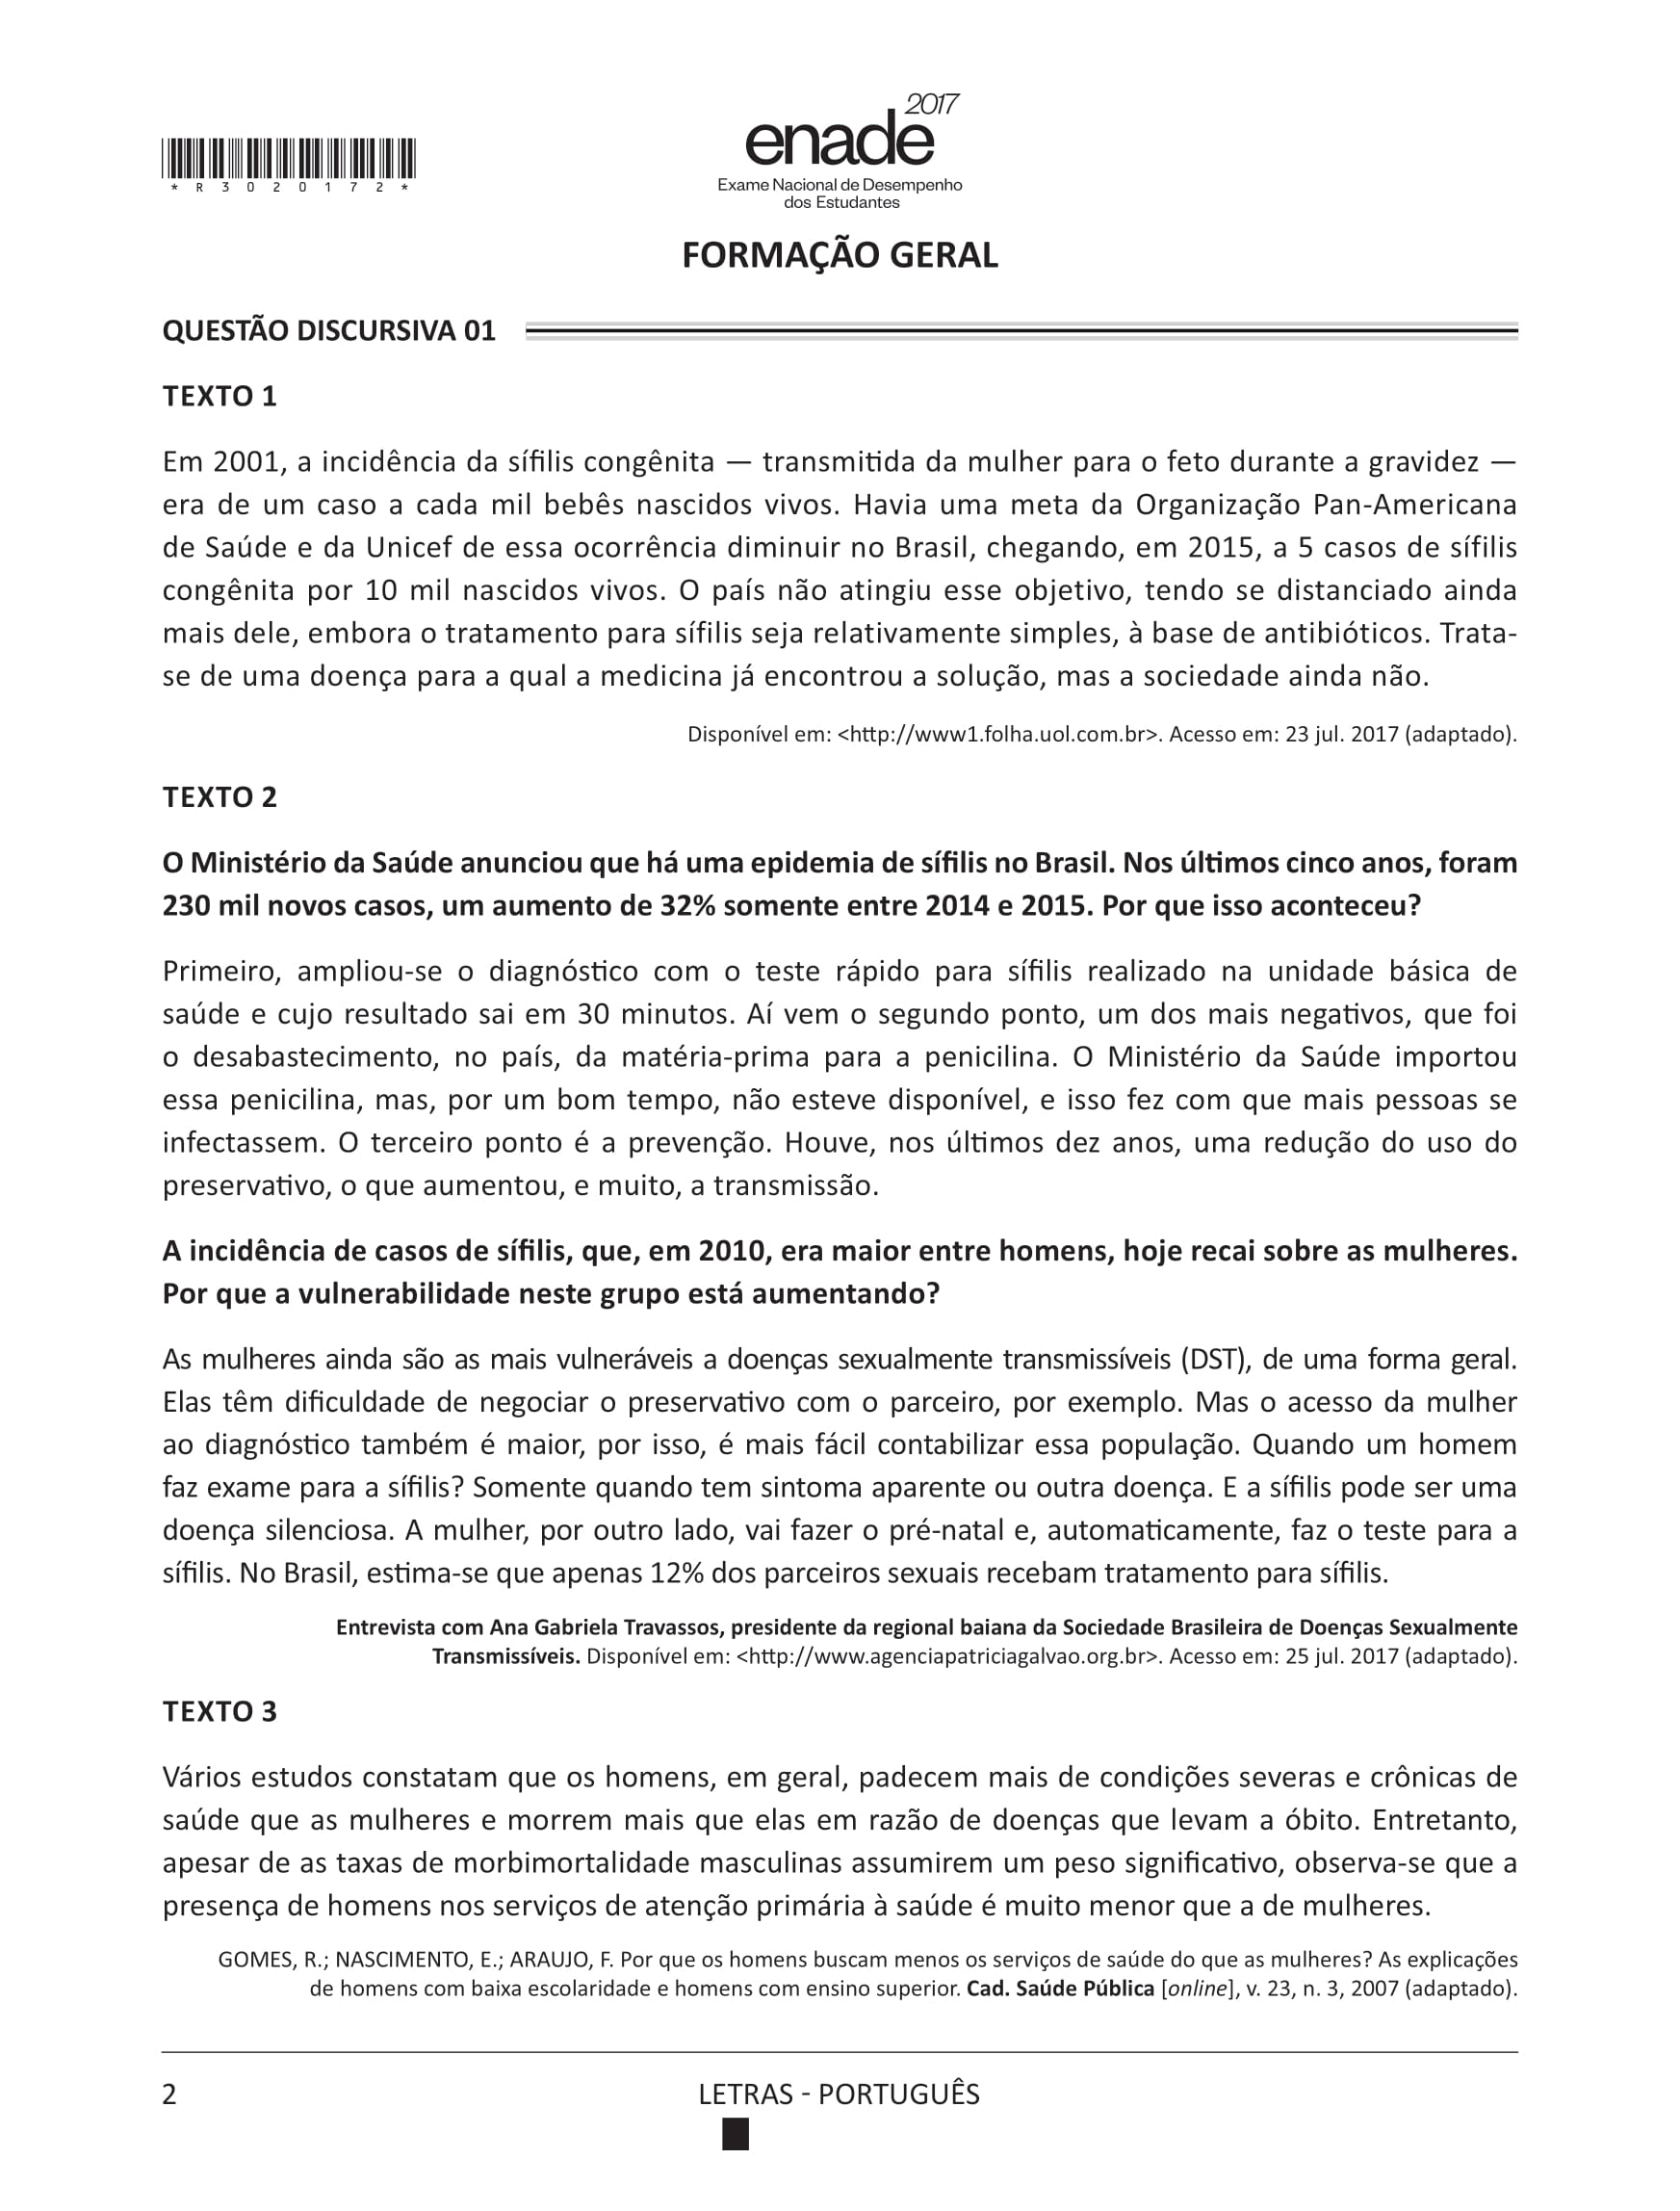 * R 3 0 2 0 1 7 2 *
2017
enade
Exame Nacional de Desempenho
dos Estudantes
FORMAÇÃO GERAL
QUESTÃO DISCURSIVA 01
TEXTO 1
Em 2001, a incidência da sífilis congênita — transmitida da mulher para o feto durante a gravidez —
era de um caso a cada mil bebês nascidos vivos. Havia uma meta da Organização Pan-Americana
de Saúde e da Unicef de essa ocorrência diminuir no Brasil, chegando, em 2015, a 5 casos de sífilis
congênita por 10 mil nascidos vivos. O país não atingiu esse objetivo, tendo se distanciado ainda
mais dele, embora o tratamento para sífilis seja relativamente simples, à base de antibióticos. Trata-
se de uma doença para a qual a medicina já encontrou a solução, mas a sociedade ainda não.
Disponível em: <http://www1.folha.uol.com.br>. Acesso em: 23 jul. 2017 (adaptado).
TEXTO 2
O Ministério da Saúde anunciou que há uma epidemia de sífilis no Brasil. Nos últimos cinco anos, foram
230 mil novos casos, um aumento de 32% somente entre 2014 e 2015. Por que isso aconteceu?
Primeiro, ampliou-se o diagnóstico com o teste rápido para sífilis realizado na unidade básica de
saúde e cujo resultado sai em 30 minutos. Aí vem o segundo ponto, um dos mais negativos, que foi
o desabastecimento, no país, da matéria-prima para a penicilina. O Ministério da Saúde importou
essa penicilina, mas, por um bom tempo, não esteve disponível, e isso fez com que mais pessoas se
infectassem. O terceiro ponto é a prevenção. Houve, nos últimos dez anos, uma redução do uso do
preservativo, o que aumentou, e muito, a transmissão.
A incidência de casos de sífilis, que, em 2010, era maior entre homens, hoje recai sobre as mulheres.
Por que a vulnerabilidade neste grupo está aumentando?
As mulheres ainda são as mais vulneráveis a doenças sexualmente transmissíveis (DST), de uma forma geral.
Elas têm dificuldade de negociar o preservativo com o parceiro, por exemplo. Mas o acesso da mulher
ao diagnóstico também é maior, por isso, é mais fácil contabilizar essa população. Quando um homem
faz exame para a sífilis? Somente quando tem sintoma aparente ou outra doença. E a sífilis pode ser uma
doença silenciosa. A mulher, por outro lado, vai fazer o pré-natal e, automaticamente, faz o teste para a
sífilis. No Brasil, estima-se que apenas 12% dos parceiros sexuais recebam tratamento para sífilis.
Entrevista com Ana Gabriela Travassos, presidente da regional baiana da Sociedade Brasileira de Doenças Sexualmente
Transmissíveis. Disponível em: <http://www.agenciapatriciagalvao.org.br>. Acesso em: 25 jul. 2017 (adaptado).
TEXTO 3
Vários estudos constatam que os homens, em geral, padecem mais de condições severas e crônicas de
saúde que as mulheres e morrem mais que elas em razão de doenças que levam a óbito. Entretanto,
apesar de as taxas de morbimortalidade masculinas assumirem um peso significativo, observa-se que a
presença de homens nos serviços de atenção primária à saúde é muito menor que a de mulheres.
GOMES, R.; NASCIMENTO, E.; ARAUJO, F. Por que os homens buscam menos os serviços de saúde do que as mulheres? As explicações
de homens com baixa escolaridade e homens com ensino superior. Cad. Saúde Pública [online], v. 23, n. 3, 2007 (adaptado).
2
LETRAS - PORTUGUÊS